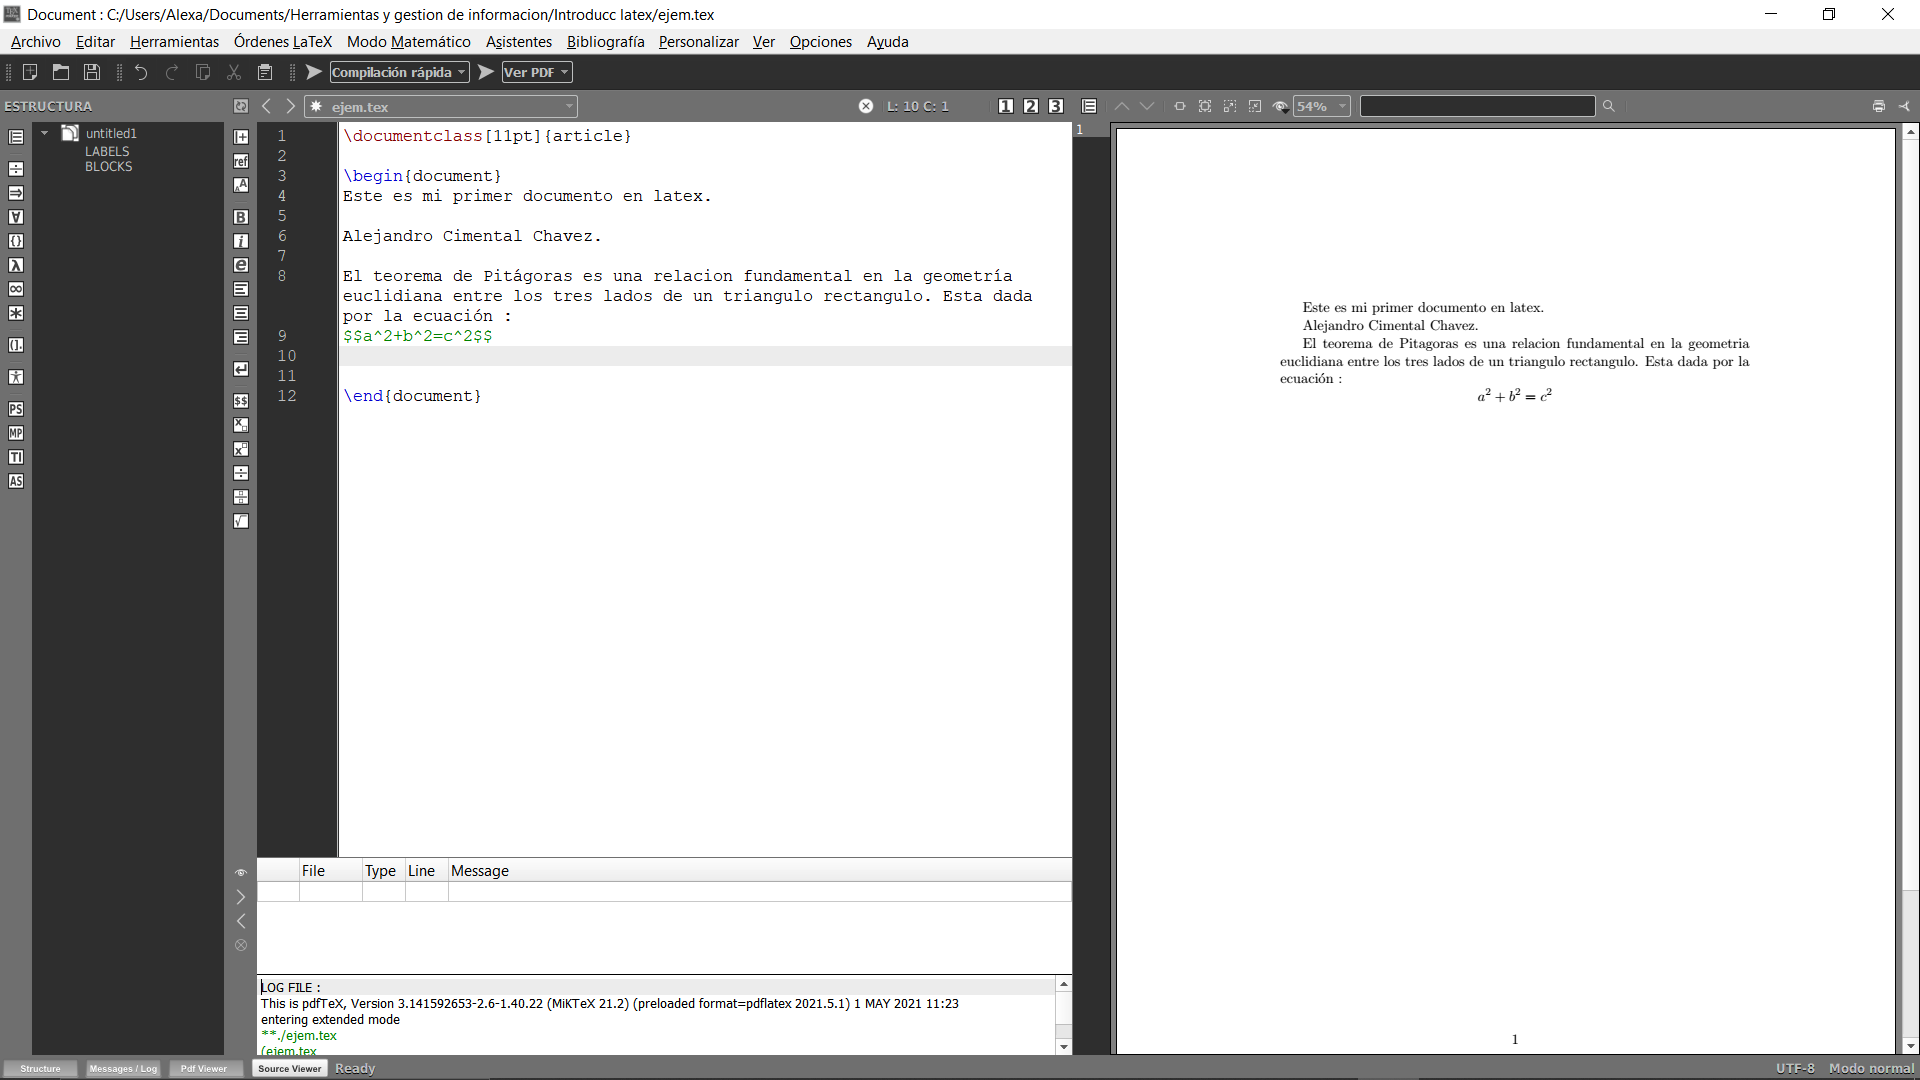 Document : C:/Users/Alexa/Documents/Herramientas y gestion de informacion/Introducc latex/ejem.tex
Archivo Editar Herramientas Órdenes LaTeX Modo Matemático Asistentes Bibliografía Personalizar Ver Opciones Ayuda
Compilación rápida Ver PDF
ESTRUCTURA
ejem.tex
L: 10 C: 1
1 2 3
54%
untitled1
LABELS
BLOCKS
ref
PS
MP
TI
AS
$$
1 \documentclass[11pt]{article}
2
3 \begin{document}
4 Este es mi primer documento en latex.
5
6 Alejandro Cimental Chavez.
7
8 El teorema de Pitágoras es una relacion fundamental en la geometría
euclidiana entre los tres lados de un triangulo rectangulo. Esta dada
por la ecuación :
9 $$a^2+b^2=c^2$$
10
11
12 \end{document}
File Type Line Message
LOG FILE :
This is pdfTeX, Version 3.141592653-2.6-1.40.22 (MiKTeX 21.2) (preloaded format=pdflatex 2021.5.1) 1 MAY 2021 11:23
entering extended mode
**./ejem.tex
(ejem.tex
1
Este es mi primer documento en latex.
Alejandro Cimental Chavez.
El teorema de Pitagoras es una relacion fundamental en la geometria
euclidiana entre los tres lados de un triangulo rectangulo. Esta dada por la
ecuación :
a² + b² = c²
1
Structure Messages / Log Pdf Viewer Source Viewer Ready
UTF-8 Modo normal